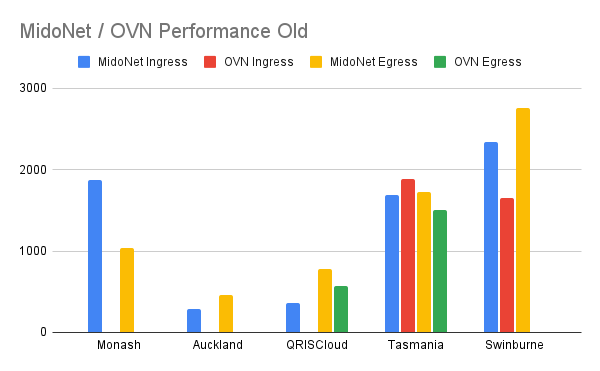 MidoNet / OVN Performance Old
MidoNet Ingress OVN Ingress MidoNet Egress OVN Egress
3000
2000
1000
0
Monash Auckland QRISCloud Tasmania Swinburne